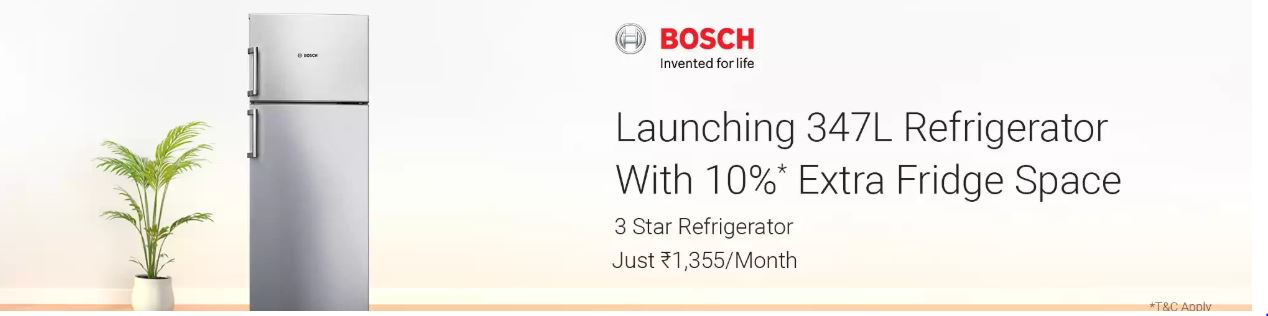 BOSCH
BOSCH
Invented for life
Launching 347L Refrigerator
With 10%* Extra Fridge Space
3 Star Refrigerator
Just ₹1,355/Month
*T&C Apply